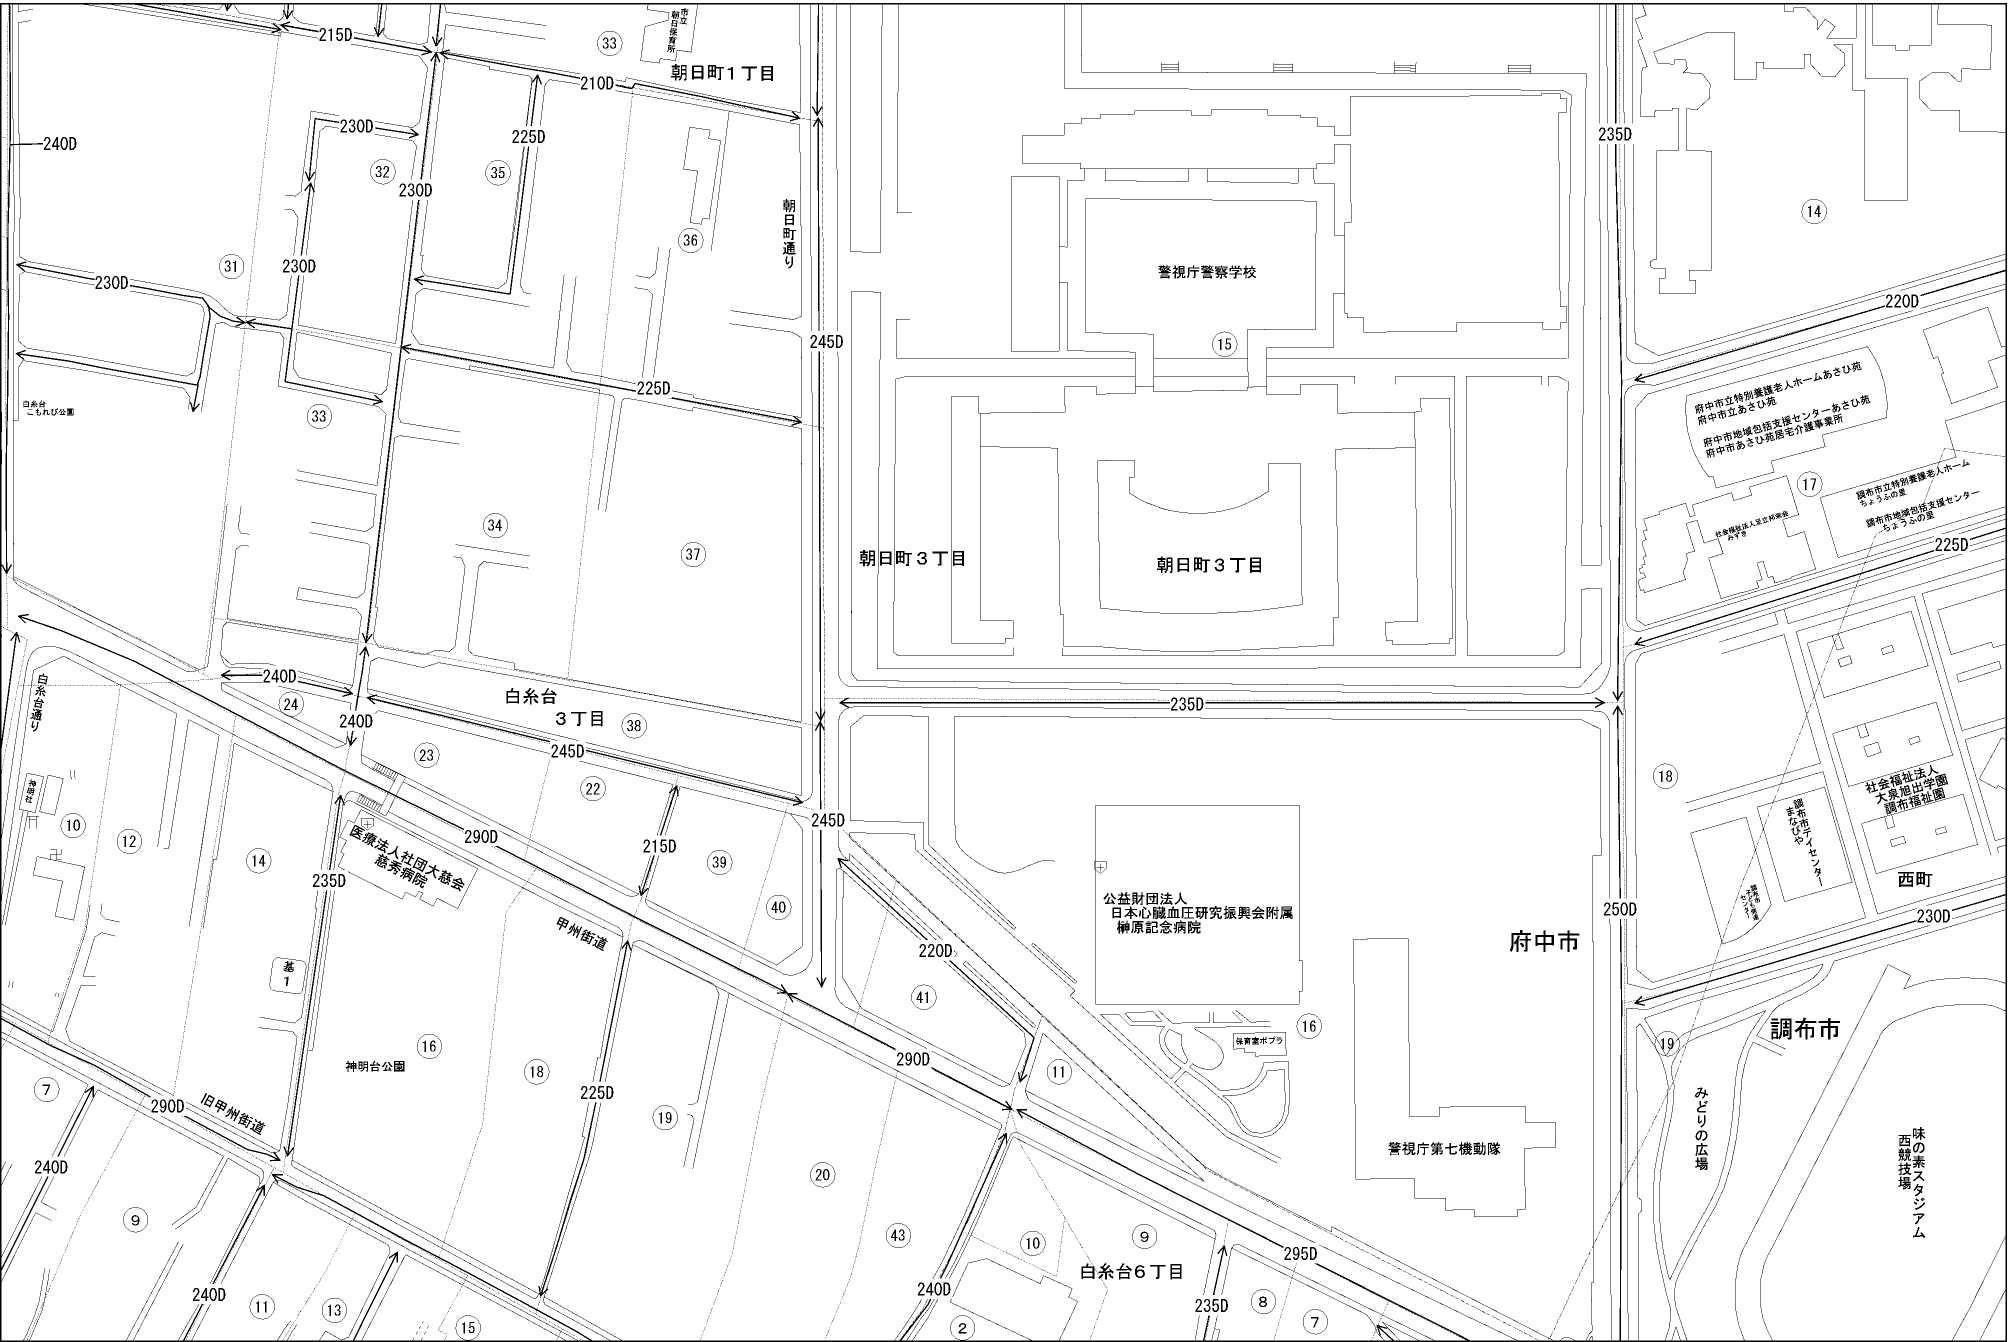 215D
33
市立
朝日保育所
朝日町１丁目
210D
235D
240D
230D
225D
32
35
230D
36
朝日町通り
14
31
230D
230D
警視庁警察学校
220D
245D
15
225D
白糸台
こもれび公園
33
府中市立特別養護老人ホームあさひ苑
府中市立あさひ苑
府中市地域包括支援センターあさひ苑
府中市あさひ苑居宅介護事業所
17
調布市立特別養護老人ホーム
ちょうふの里
調布市地域包括支援センター
ちょうふの里
社会福祉法人足立邦栄会
みずき
34
37
朝日町３丁目
朝日町３丁目
225D
240D
白糸台
３丁目
白糸台通り
24
240D
38
235D
23
245D
22
18
社会福祉法人
大泉旭出学園
調布福祉園
神明社
10
12
14
医療法人社団大慈会
慈秀病院
290D
215D
39
245D
調布市デイセンター
まなびや
235D
40
公益財団法人
日本心臓血圧研究振興会附属
榊原記念病院
西町
250D
230D
甲州街道
220D
府中市
基
1
41
16
神明台公園
18
290D
16
保育室ポプラ
調布市
19
7
290D
旧甲州街道
225D
19
11
みどりの広場
警視庁第七機動隊
味の素スタジアム
西競技場
240D
9
20
43
10
9
295D
白糸台６丁目
240D
11
13
15
240D
2
235D
8
7